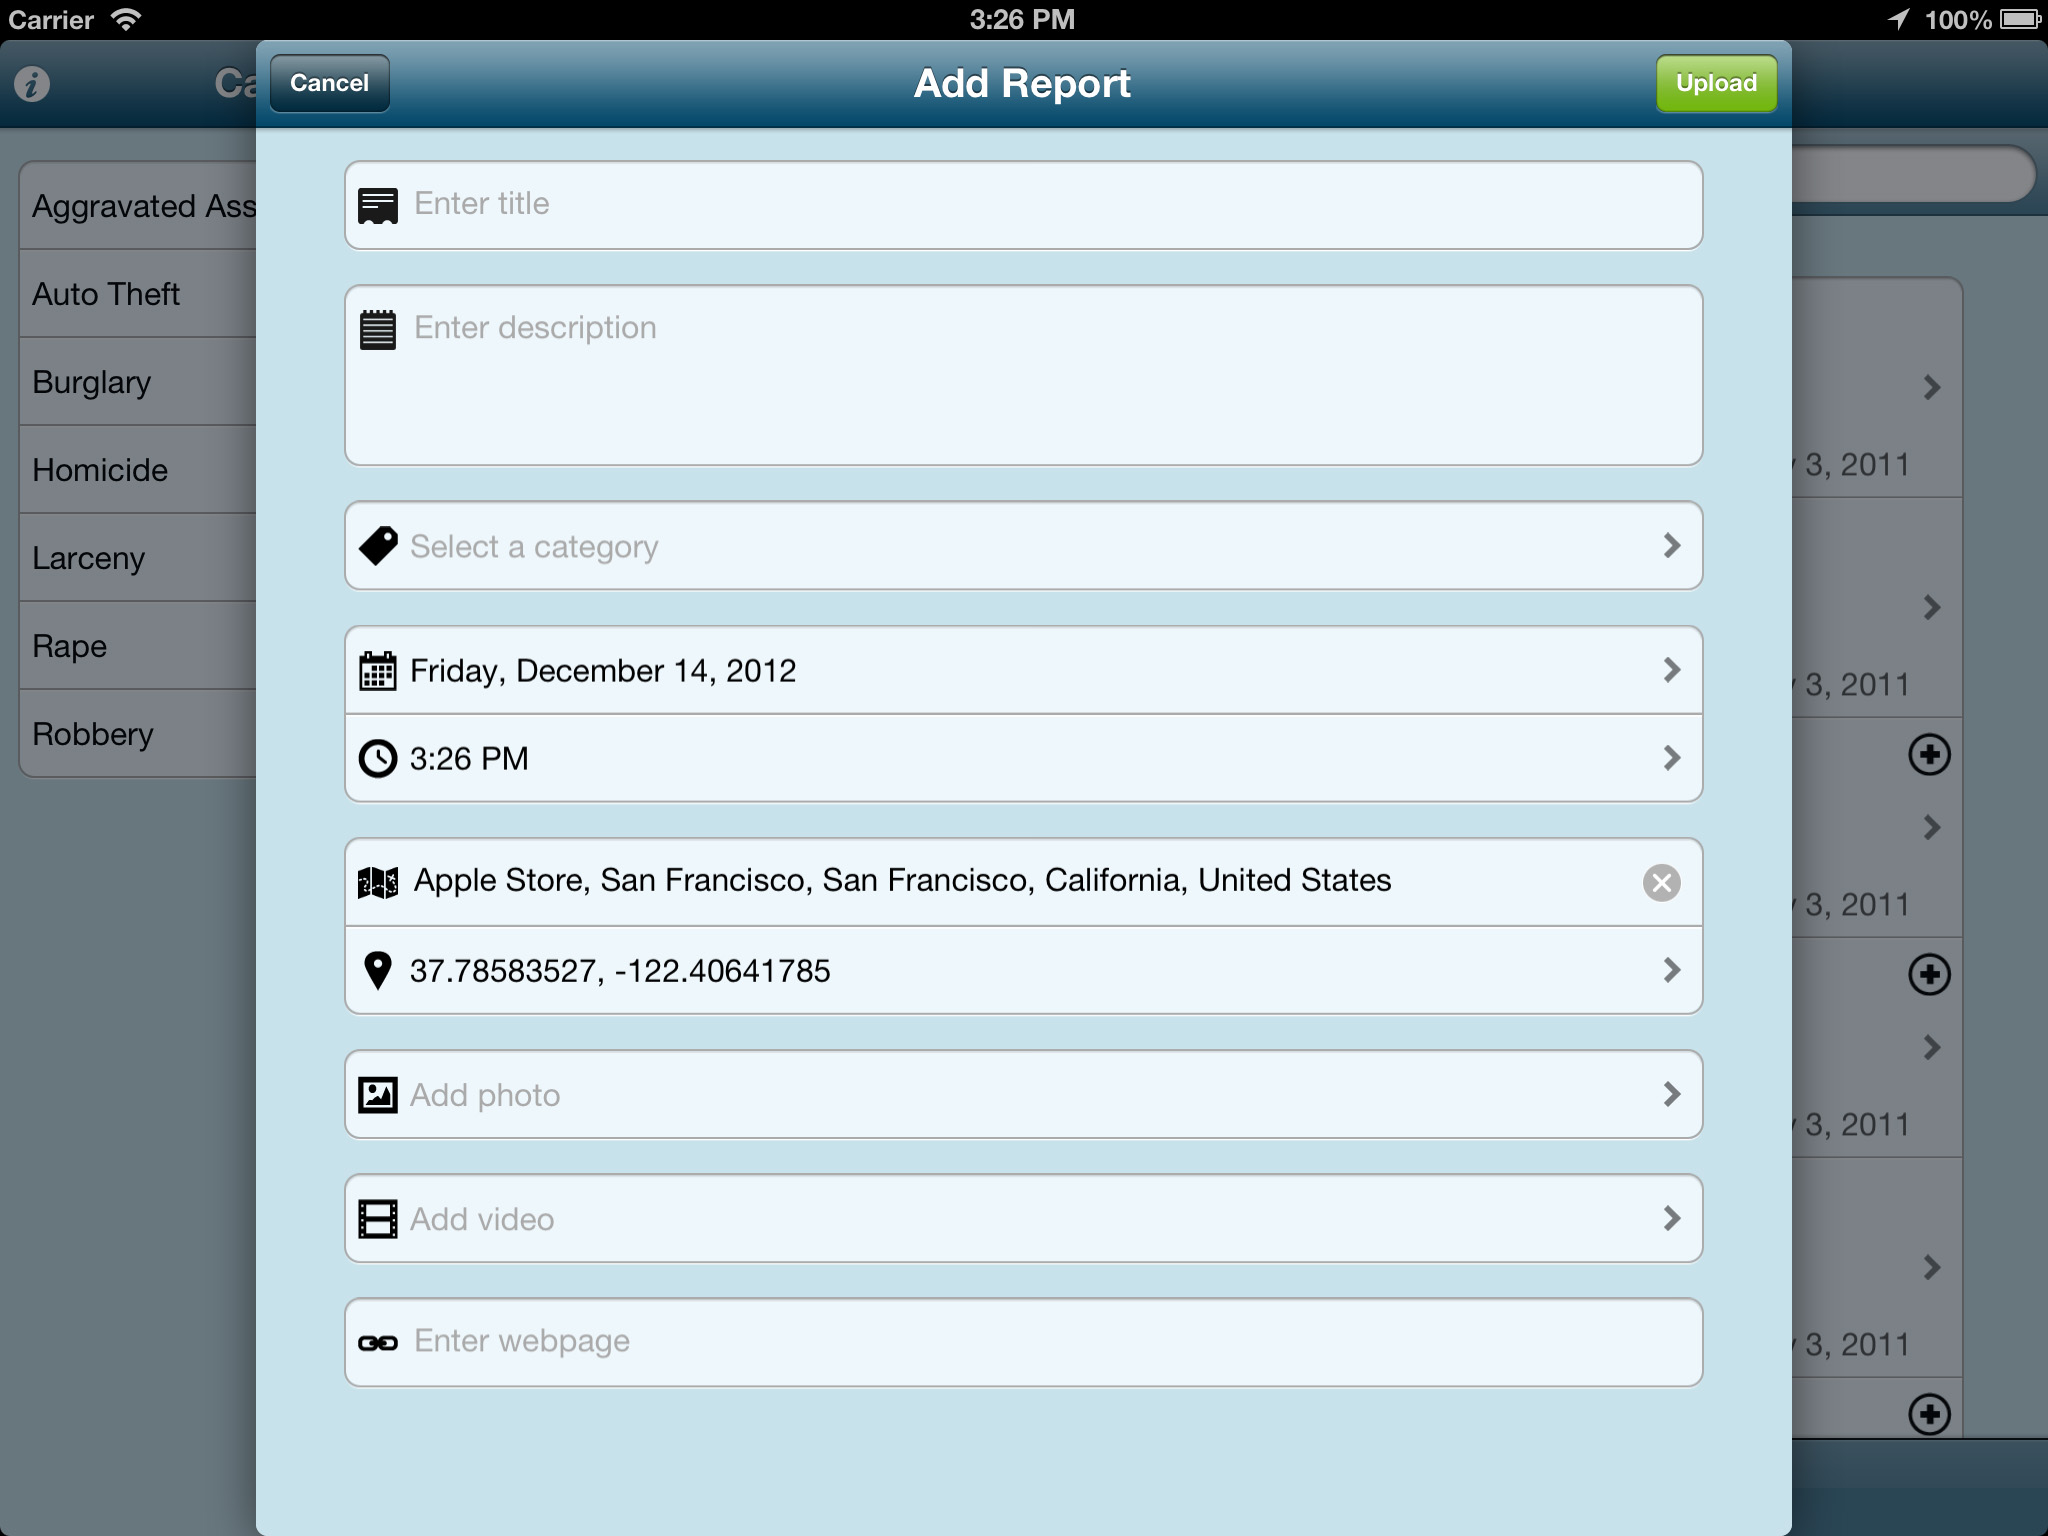 Carrier
3:26 PM
100%
Cancel
Add Report
Upload
Aggravated
Auto Theft
Burglary
Homicide
Larceny
Rape
Robbery
Enter title
Enter description
Select a category
Friday, December 14, 2012
3:26 PM
Apple Store, San Francisco, San Francisco, California, United States
37.78583527, -122.40641785
Add photo
Add video
Enter webpage
3, 2011
3, 2011
3, 2011
3, 2011
3, 2011